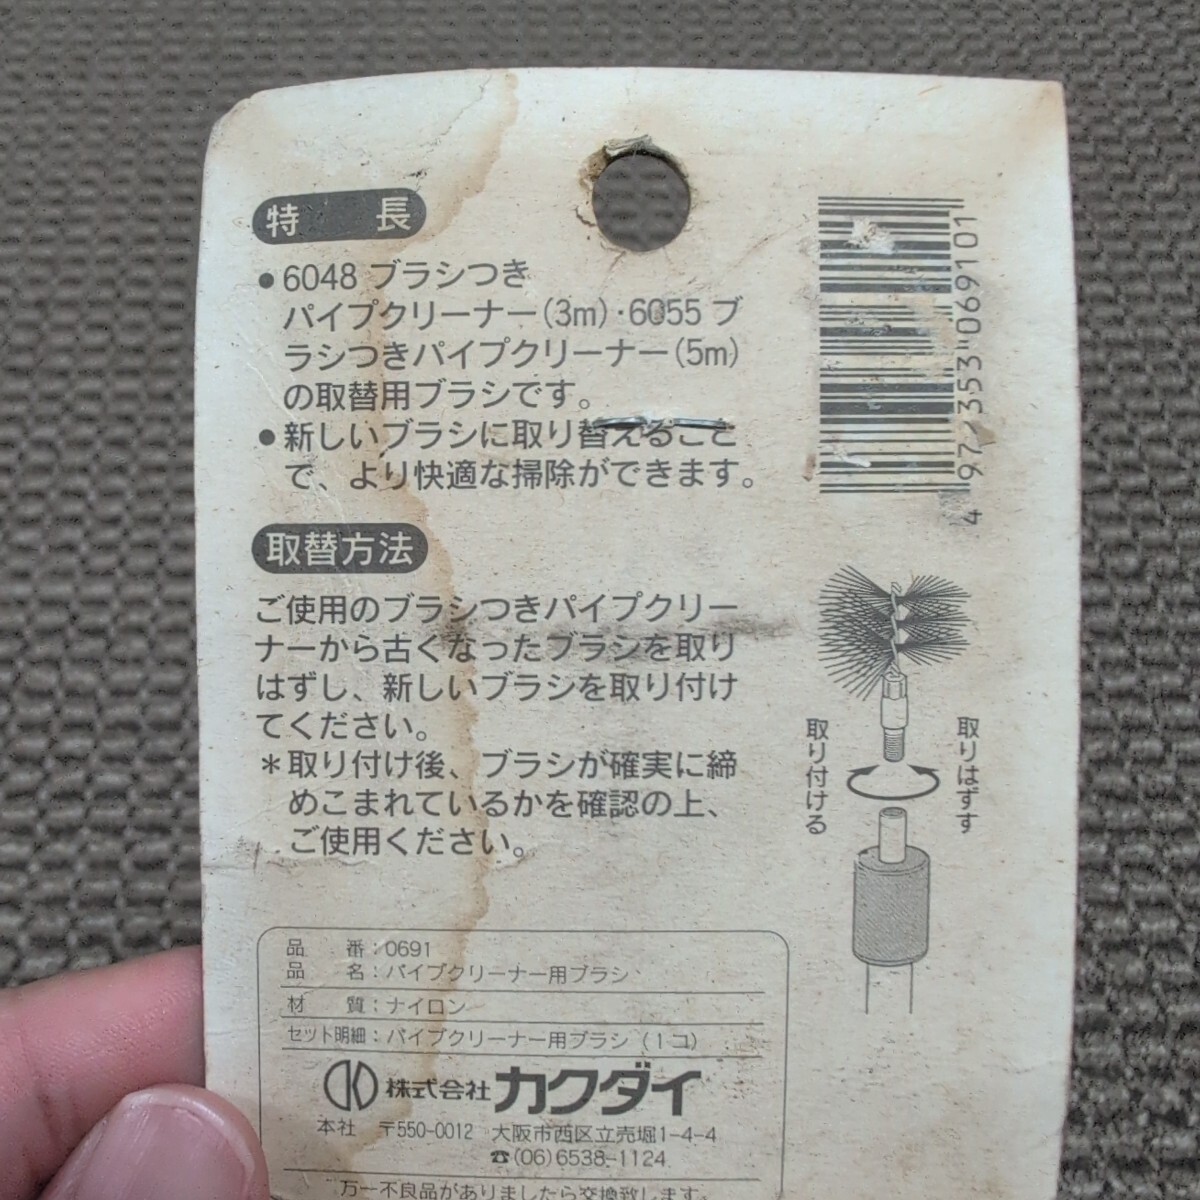 特 長
● 6048 ブラシつき
パイプクリーナー(3m)・6055 ブ
ラシつきパイプクリーナー(5m)
の取替用ブラシです。
● 新しいブラシに取り替えること
で、より快適な掃除ができます。
取替方法
ご使用のブラシつきパイプクリー
ナーから古くなったブラシを取り
はずし、新しいブラシを取り付け
てください。
＊取り付け後、ブラシが確実に締
めこまれているかを確認の上、
ご使用ください。
4 977353 069101
取り付ける
取りはずす
品 番：0691
品 名：パイプクリーナー用ブラシ
材 質：ナイロン
セット明細：パイプクリーナー用ブラシ（1コ）
株式会社 カクダイ
本社 〒550-0012 大阪市西区立売堀1-4-4
☎(06)6538-1124
万一不良品がありましたら交換致します。